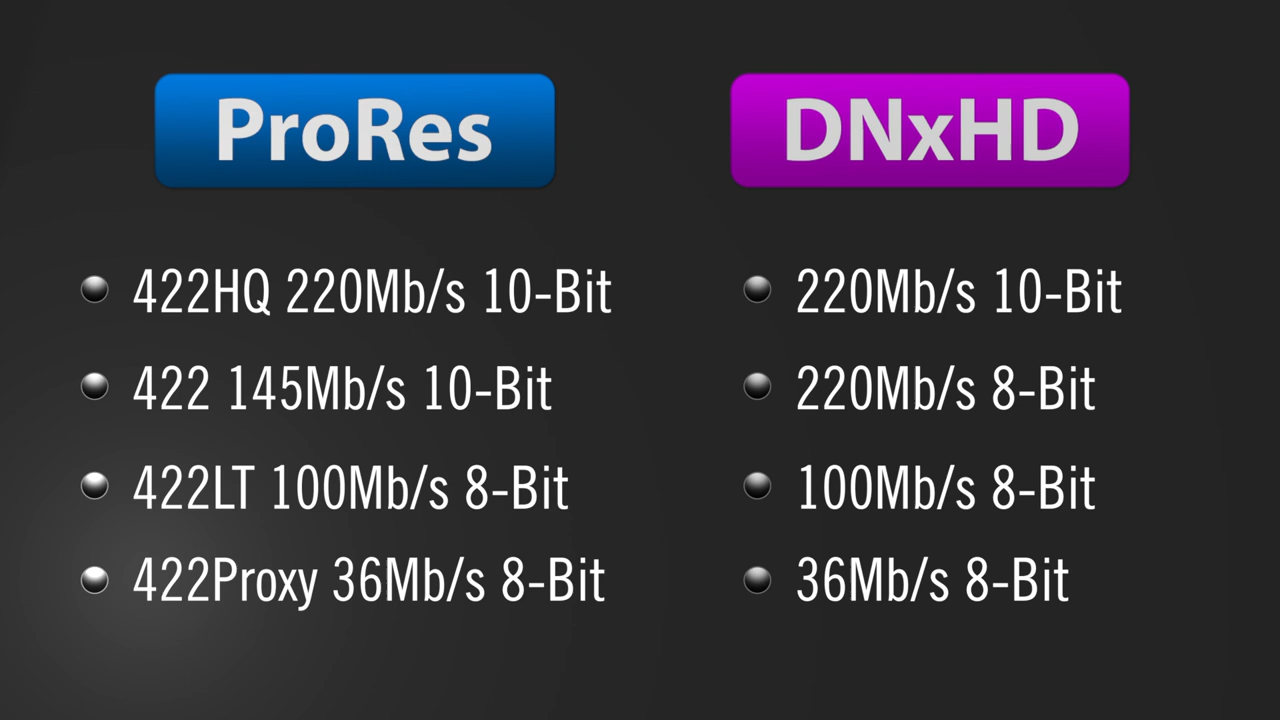 ProRes
422HQ 220Mb/s 10-Bit
422 145Mb/s 10-Bit
422LT 100Mb/s 8-Bit
422Proxy 36Mb/s 8-Bit
DNxHD
220Mb/s 10-Bit
220Mb/s 8-Bit
100Mb/s 8-Bit
36Mb/s 8-Bit